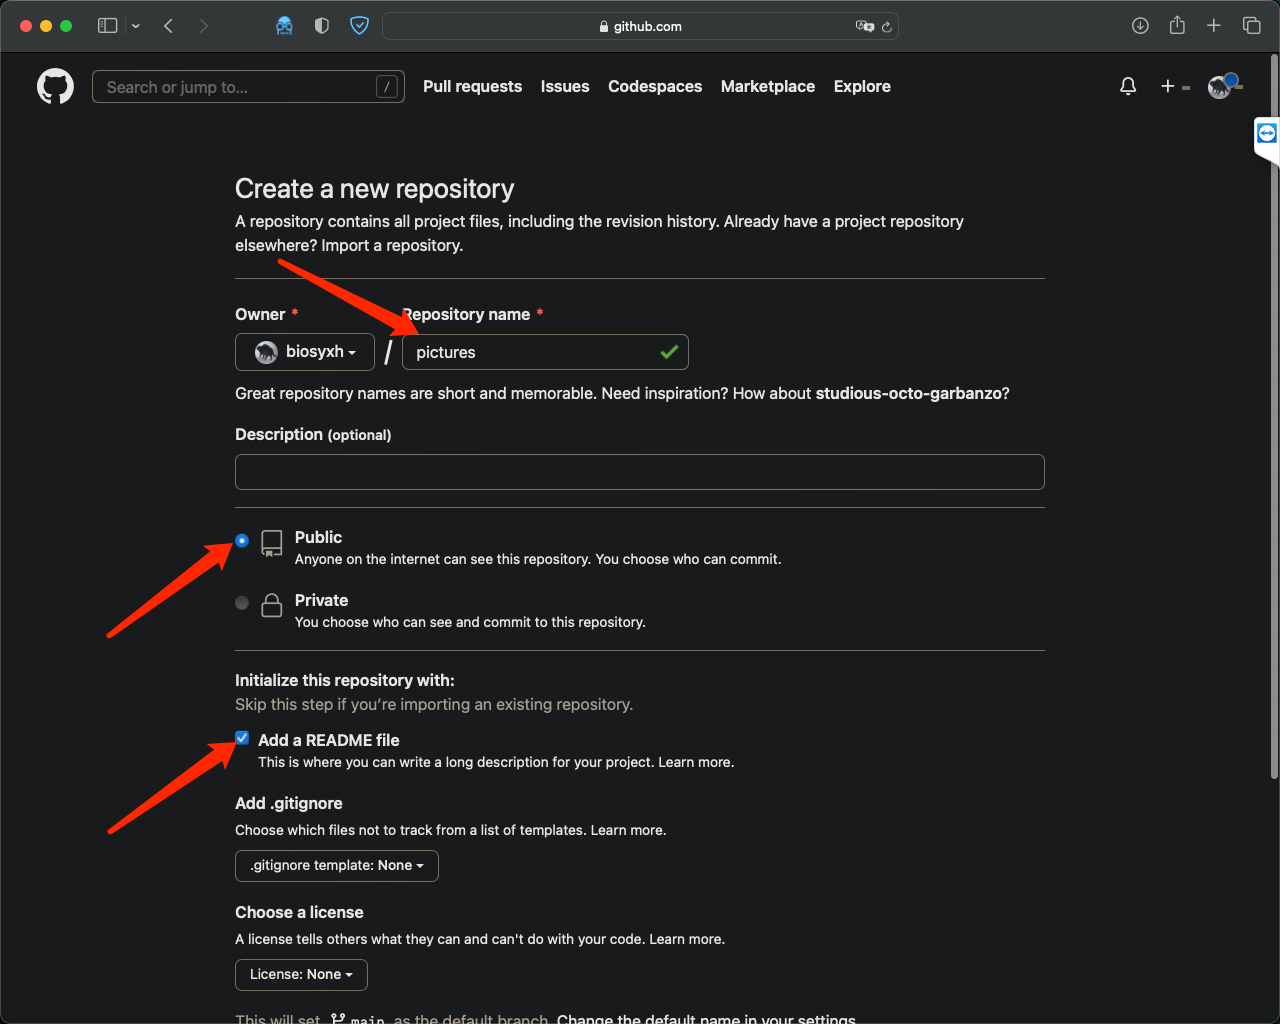 github.com
Search or jump to...
/
Pull requests
Issues
Codespaces
Marketplace
Explore
Create a new repository
A repository contains all project files, including the revision history. Already have a project repository
elsewhere? Import a repository.
Owner *
Repository name *
biosyxh
/
pictures
Great repository names are short and memorable. Need inspiration? How about studious-octo-garbanzo?
Description (optional)
Public
Anyone on the internet can see this repository. You choose who can commit.
Private
You choose who can see and commit to this repository.
Initialize this repository with:
Skip this step if you’re importing an existing repository.
Add a README file
This is where you can write a long description for your project. Learn more.
Add .gitignore
Choose which files not to track from a list of templates. Learn more.
.gitignore template: None
Choose a license
A license tells others what they can and can't do with your code. Learn more.
License: None
This will set main as the default branch. Change the default name in your settings.